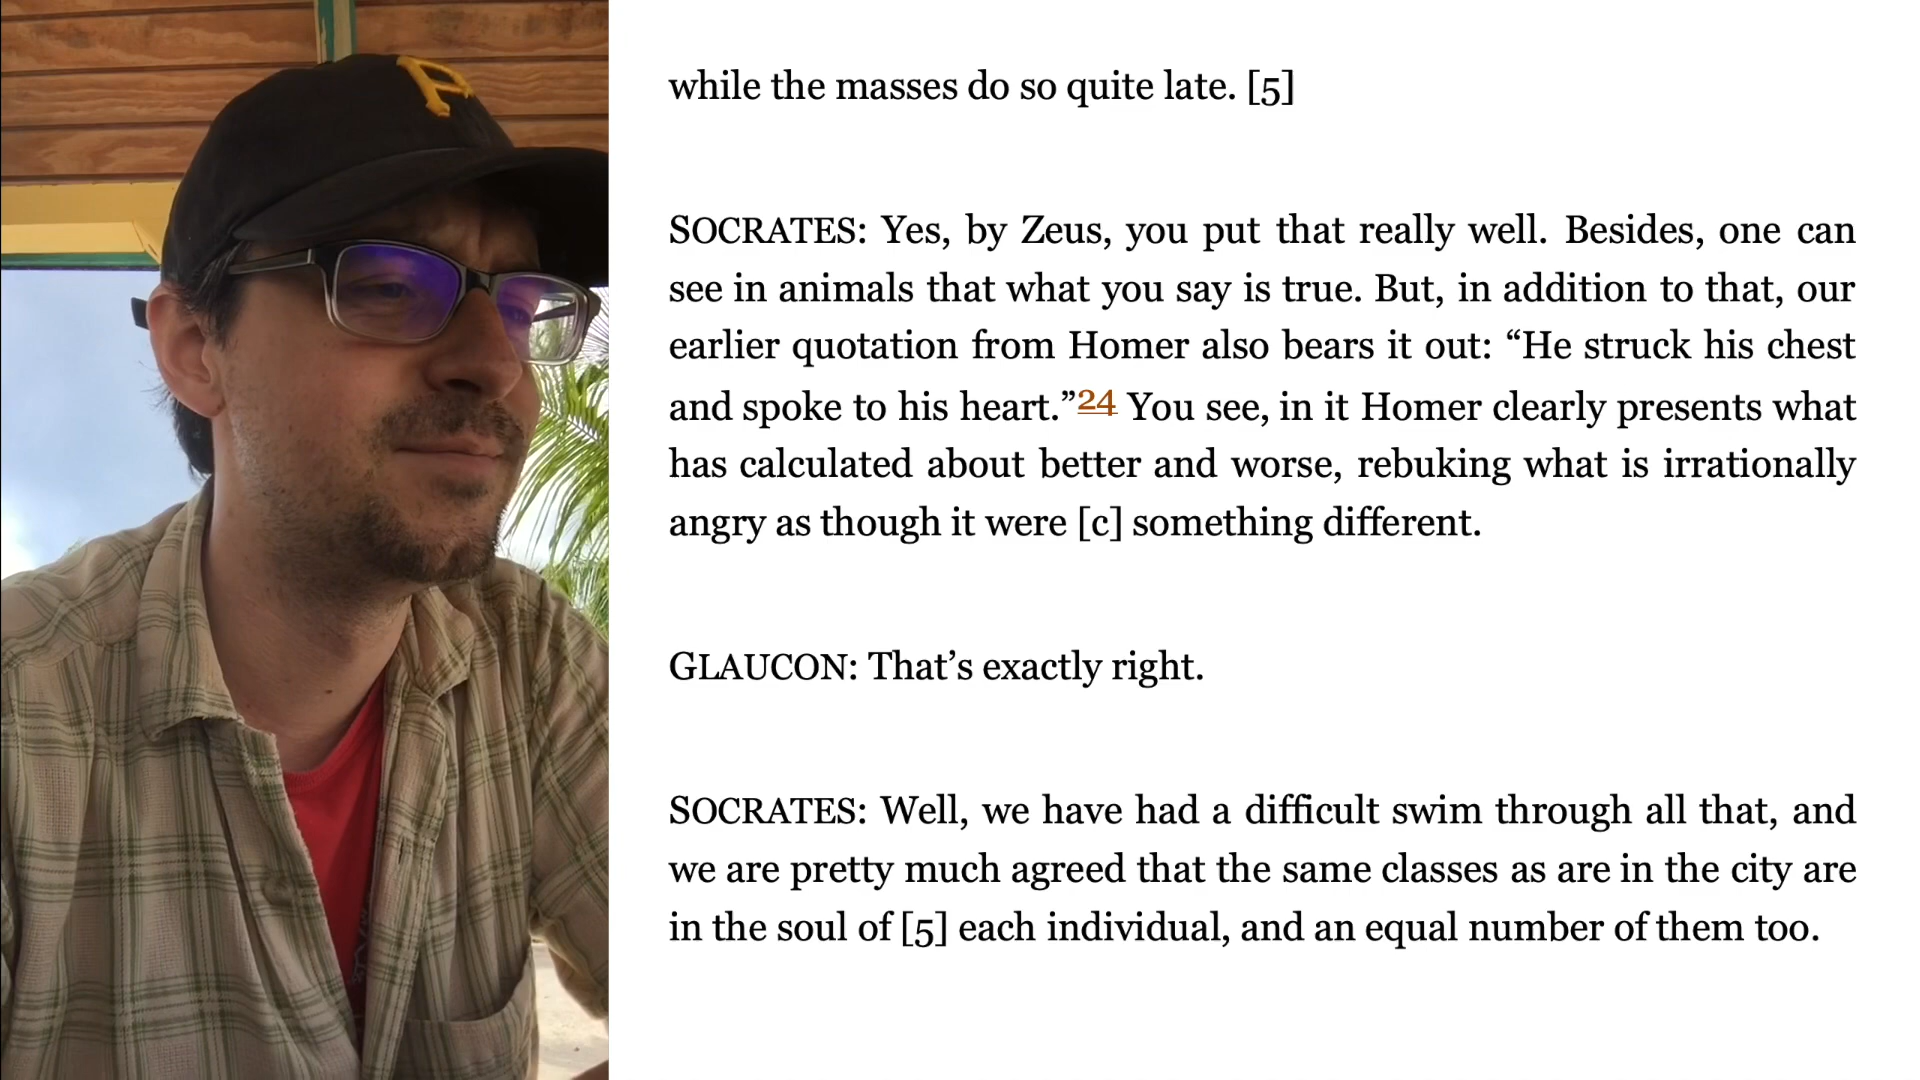 P
while the masses do so quite late. [5]
SOCRATES: Yes, by Zeus, you put that really well. Besides, one can
see in animals that what you say is true. But, in addition to that, our
earlier quotation from Homer also bears it out: “He struck his chest
and spoke to his heart.”24 You see, in it Homer clearly presents what
has calculated about better and worse, rebuking what is irrationally
angry as though it were [c] something different.
GLAUCON: That’s exactly right.
SOCRATES: Well, we have had a difficult swim through all that, and
we are pretty much agreed that the same classes as are in the city are
in the soul of [5] each individual, and an equal number of them too.